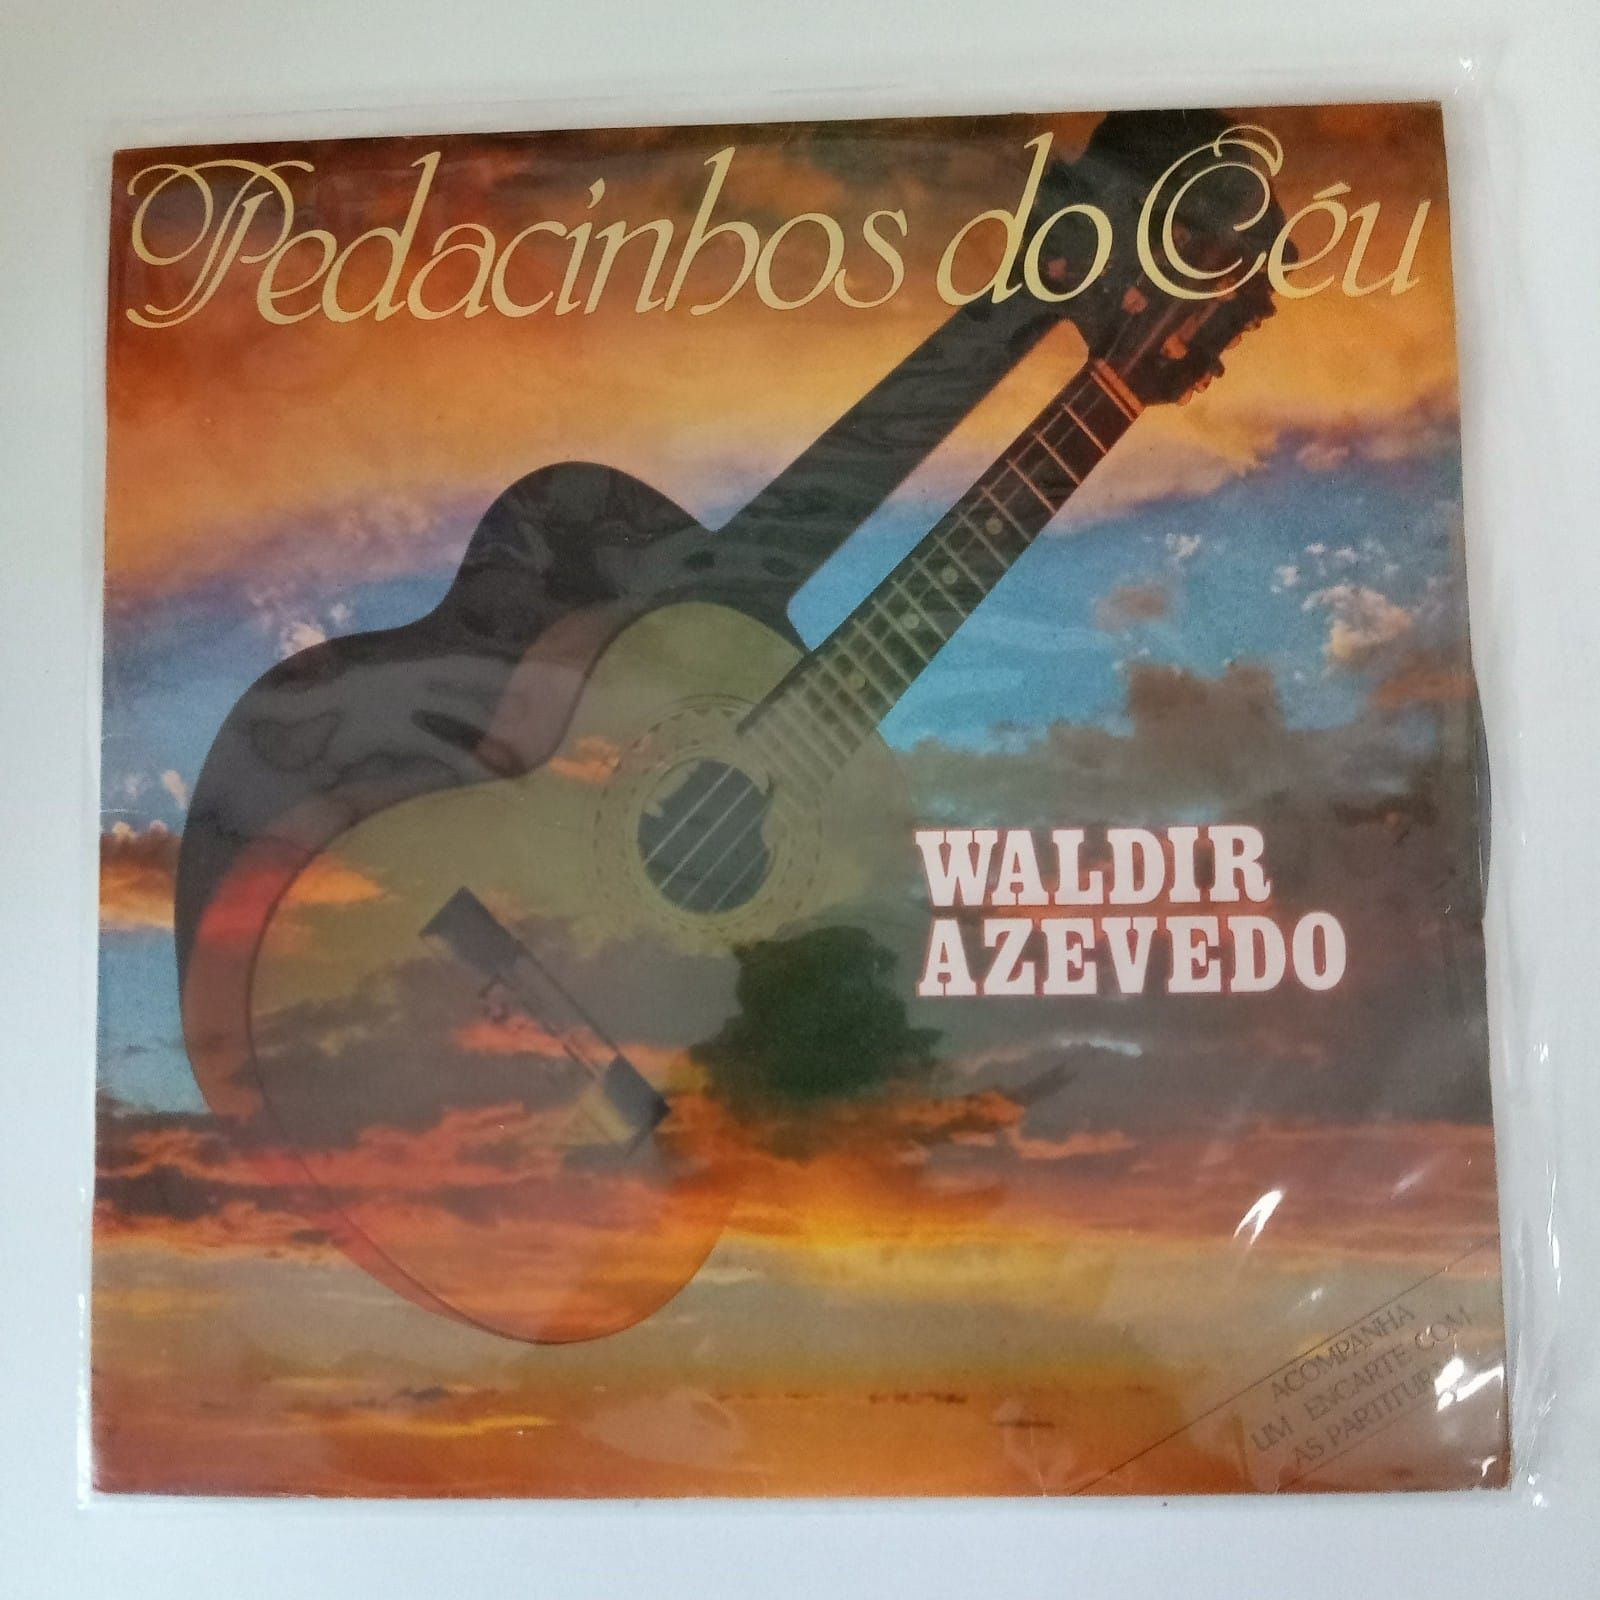 Pedacinhos do Céu
WALDIR
AZEVEDO
ACOMPANHA
UM ENCARTE COM
AS PARTITURAS